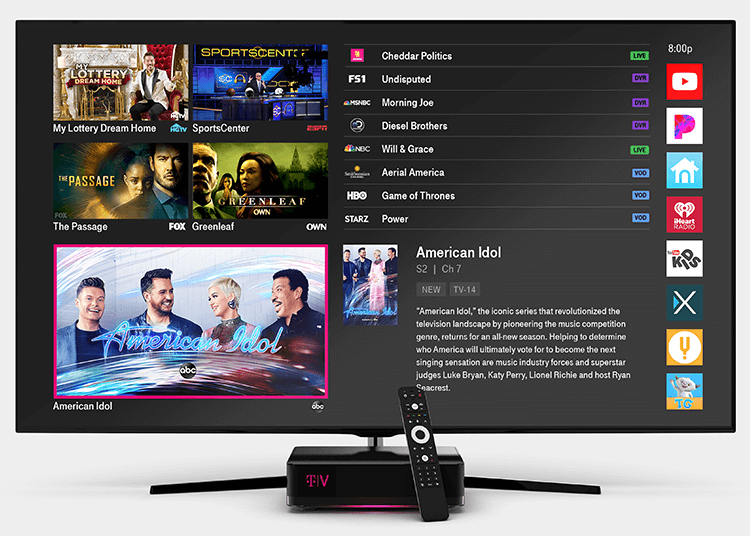 MY
LOTTERY
DREAM HOME
HGTV
My Lottery Dream Home
HGTV
SPORTSCENTER
SC
SportsCenter
ESPN
THE PASSAGE
FOX
The Passage
FOX
GREENLEAF
OWN
Greenleaf
OWN
American Idol
abc
American Idol
abc
Cheddar Politics
LIVE
FS1
Undisputed
DVR
MSNBC
Morning Joe
DVR
Diesel Brothers
DVR
NBC
Will & Grace
LIVE
Smithsonian
CHANNEL
Aerial America
VOD
HBO
Game of Thrones
VOD
STARZ
Power
VOD
American Idol
S2 | Ch 7
NEW
TV-14
"American Idol," the iconic series that revolutionized the
television landscape by pioneering the music competition
genre, returns for an all-new season. Helping to determine
who America will ultimately vote for to become the next
singing sensation are music industry forces and superstar
judges Luke Bryan, Katy Perry, Lionel Richie and host Ryan
Seacrest.
8:00p
iHeart
RADIO
YouTube
KIDS
TG
T|V